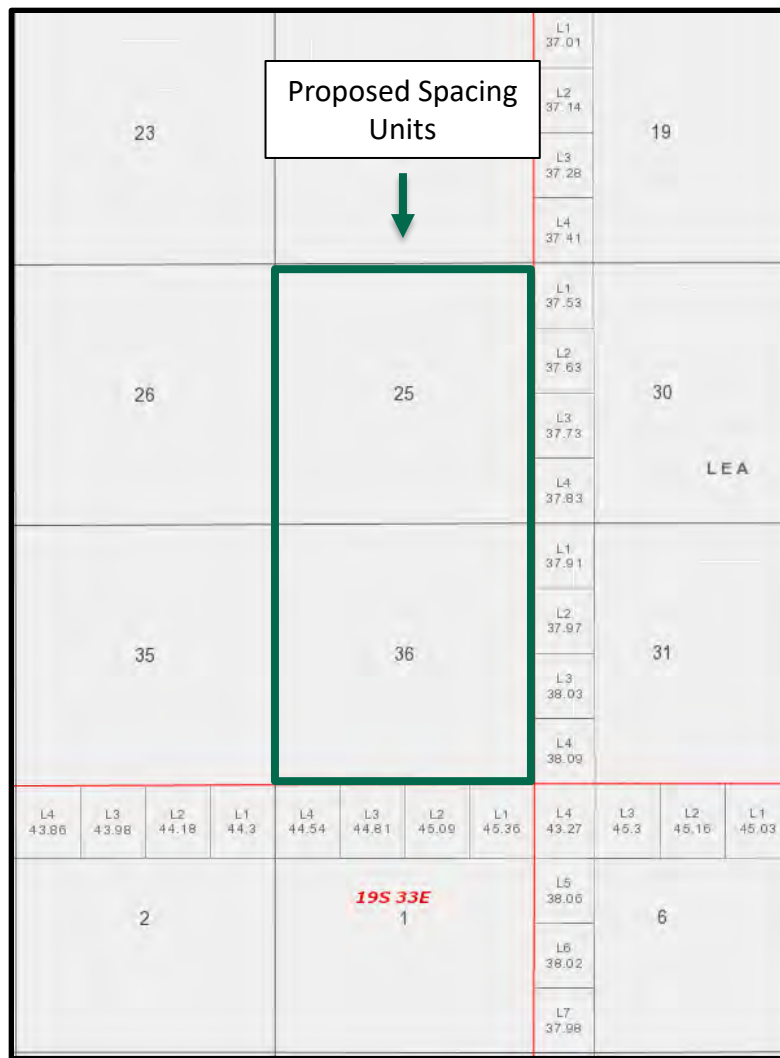 L1
37.01
Proposed Spacing
Units
L2
37.14
23
19
L3
37.28
L4
37.41
L1
37.53
L2
37.63
26
25
30
L3
37.73
LEA
L4
37.83
L1
37.91
L2
37.97
35
36
31
L3
38.03
L4
38.09
L4 L3 L2 L1 L4 L3 L2 L1 L4 L3 L2 L1
43.86 43.98 44.18 44.3 44.54 44.81 45.09 45.36 43.27 45.3 45.16 45.03
L5
38.06
19S 33E
2 1 6
L6
38.02
L7
37.98